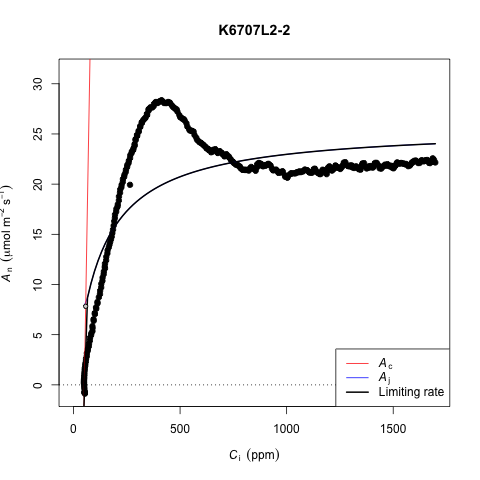 K6707L2-2
30
25
20
15
10
5
0
An (μmol m−2 s−1)
0 500 1000 1500
Ci (ppm)
Ac
Aj
Limiting rate